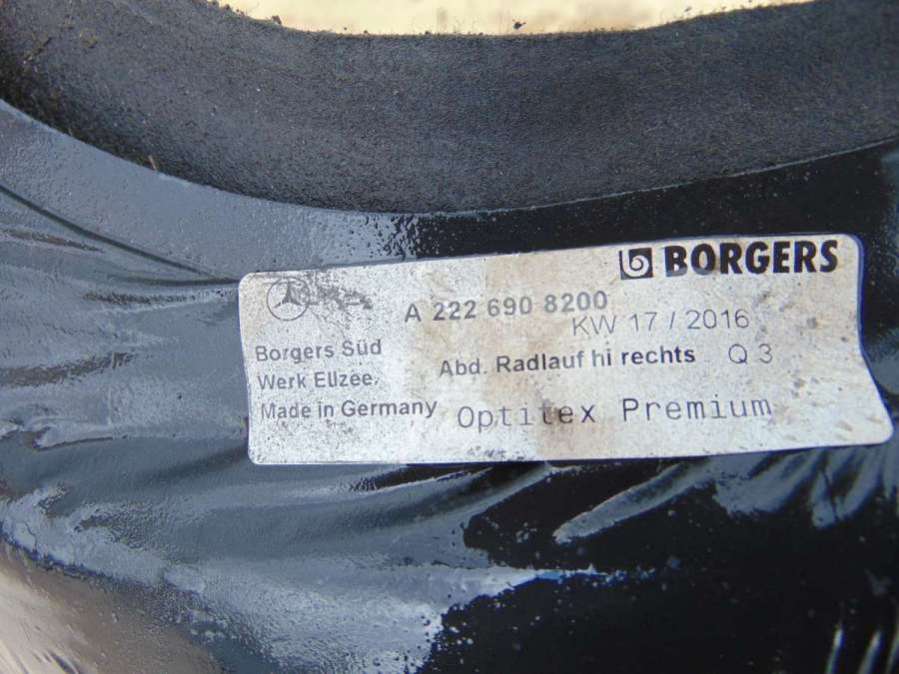 BORGERS
A 222 690 8200
KW 17 / 2016
Borgers Süd
Abd. Radlauf hi rechts Q 3
Werk Ellzee.
Made in Germany
Optitex Premium